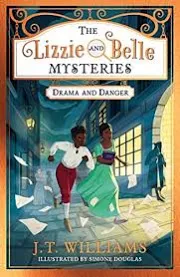 THE
Lizzie AND Belle
MYSTERIES
DRAMA AND DANGER
J.T. WILLIAMS
ILLUSTRATED BY SIMONE DOUGLAS